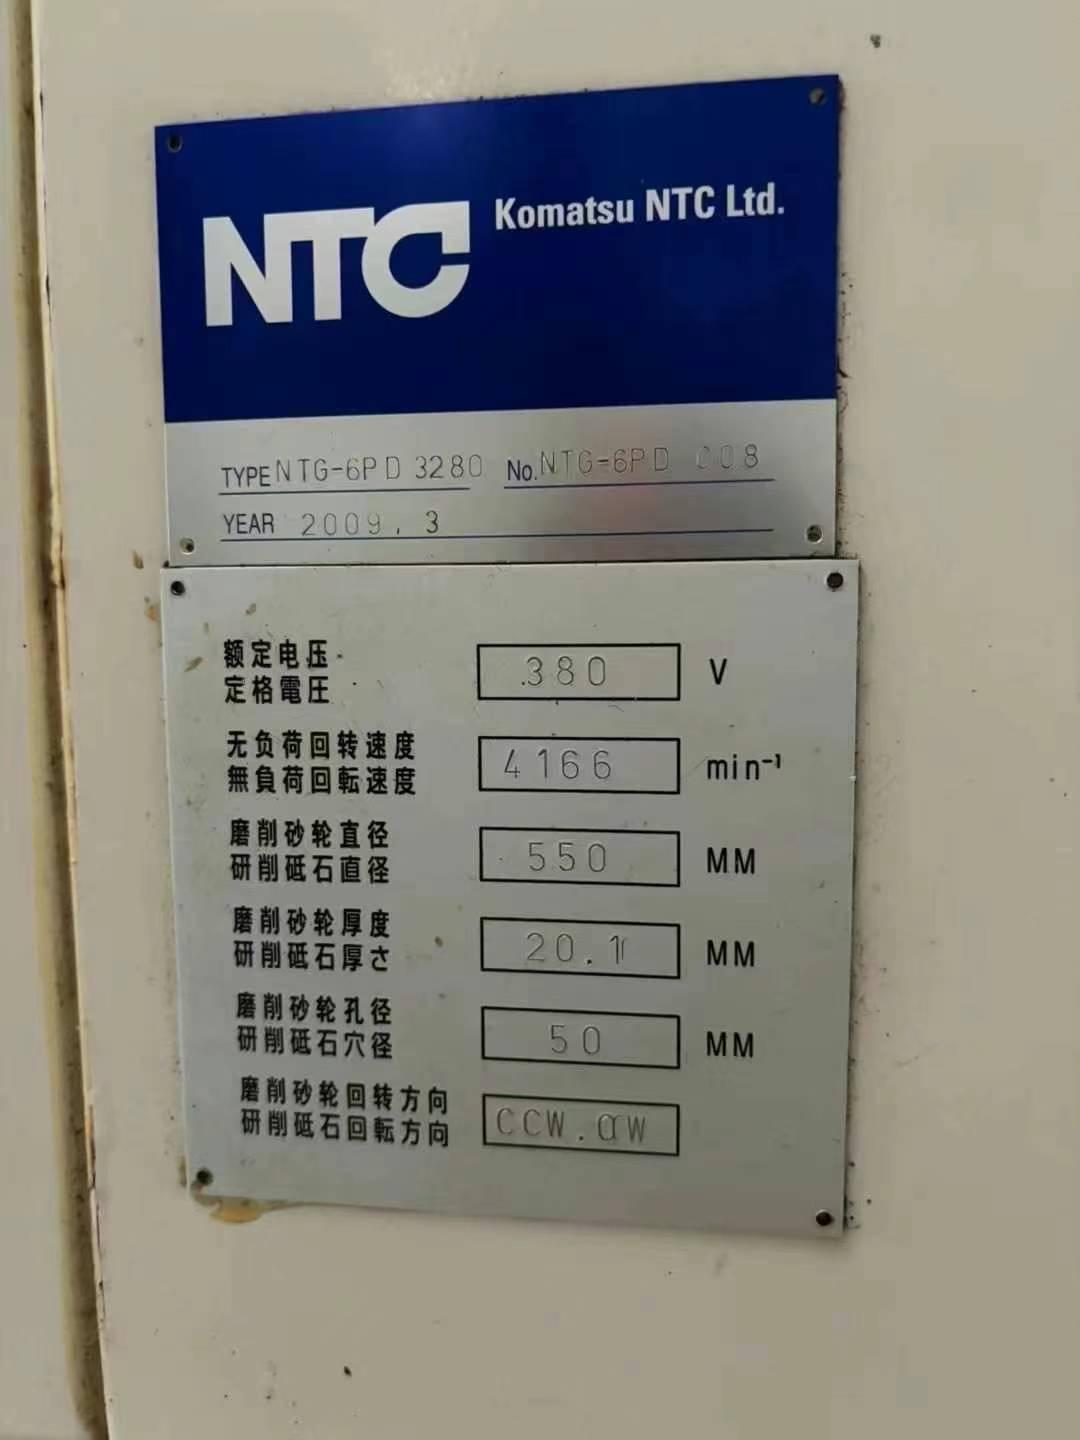 NTC
Komatsu NTC Ltd.
TYPE NTG-6PD 3280 No. NTG-6PD 008
YEAR 2009.3
额定电压 380 V
定格電圧
无负荷回转速度 4166 min⁻¹
無負荷回転速度
磨削砂轮直径 550 MM
研削砥石直径
磨削砂轮厚度 20.1 MM
研削砥石厚さ
磨削砂轮孔径 50 MM
研削砥石穴径
磨削砂轮回转方向 CCW.
研削砥石回転方向